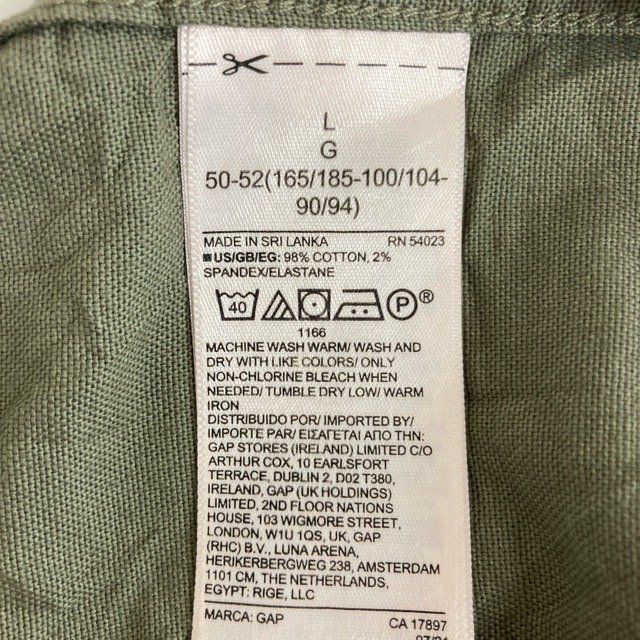 L
G
50-52(165/185-100/104-
90/94)
MADE IN SRI LANKA RN 54023
US/GB/EG: 98% COTTON, 2%
SPANDEX/ELASTANE
40 P®
1166
MACHINE WASH WARM/ WASH AND
DRY WITH LIKE COLORS/ ONLY
NON-CHLORINE BLEACH WHEN
NEEDED/ TUMBLE DRY LOW/ WARM
IRON
DISTRIBUIDO POR/ IMPORTED BY/
IMPORTE PAR/ ΕΙΣΑΓΕΤΑΙ ΑΠΟ ΤΗΝ:
GAP STORES (IRELAND) LIMITED C/O
ARTHUR COX, 10 EARLSFORT
TERRACE, DUBLIN 2, D02 T380,
IRELAND, GAP (UK HOLDINGS)
LIMITED, 2ND FLOOR NATIONS
HOUSE, 103 WIGMORE STREET,
LONDON, W1U 1QS, UK, GAP
(RHC) B.V., LUNA ARENA,
HERIKERBERGWEG 238, AMSTERDAM
1101 CM, THE NETHERLANDS,
EGYPT: RIGE, LLC
MARCA: GAP CA 17897